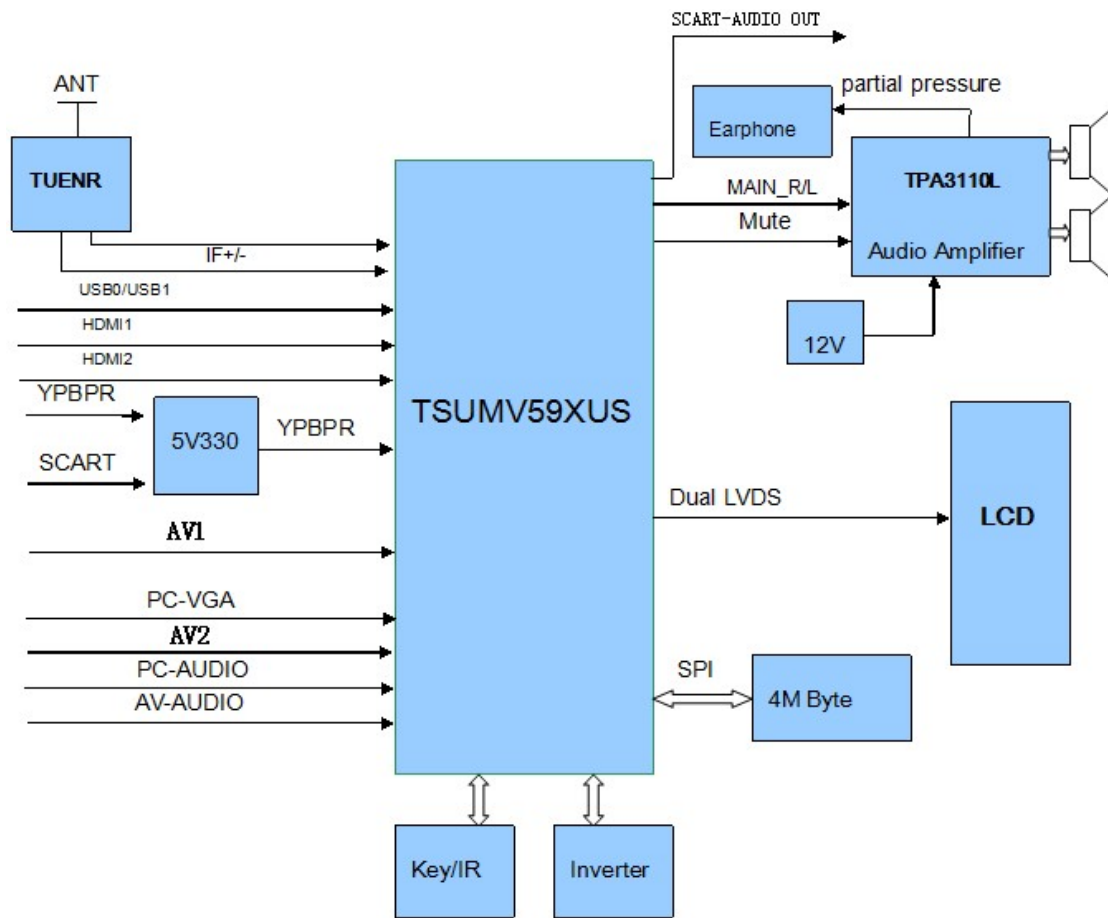 SCART-AUDIO OUT
ANT
partial pressure
Earphone
TUENR
TPA3110L
MAIN_R/L
Mute
IF+/-
Audio Amplifier
USB0/USB1
HDMI1
12V
HDMI2
YPBPR
TSUMV59XUS
5V330
YPBPR
SCART
Dual LVDS
LCD
AV1
PC-VGA
AV2
PC-AUDIO
SPI
AV-AUDIO
4M Byte
Key/IR
Inverter